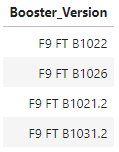 Booster_Version
F9 FT B1022
F9 FT B1026
F9 FT B1021.2
F9 FT B1031.2